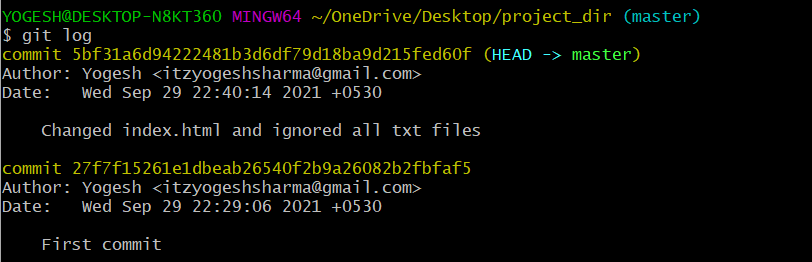 YOGESH@DESKTOP-N8KT36O MINGW64 ~/OneDrive/Desktop/project_dir (master)
$ git log
commit 5bf31a6d94222481b3d6df79d18ba9d215fed60f (HEAD -> master)
Author: Yogesh <itzyogeshsharma@gmail.com>
Date:   Wed Sep 29 22:40:14 2021 +0530
    Changed index.html and ignored all txt files
commit 27f7f15261e1dbeab26540f2b9a26082b2fbfaf5
Author: Yogesh <itzyogeshsharma@gmail.com>
Date:   Wed Sep 29 22:29:06 2021 +0530
    First commit